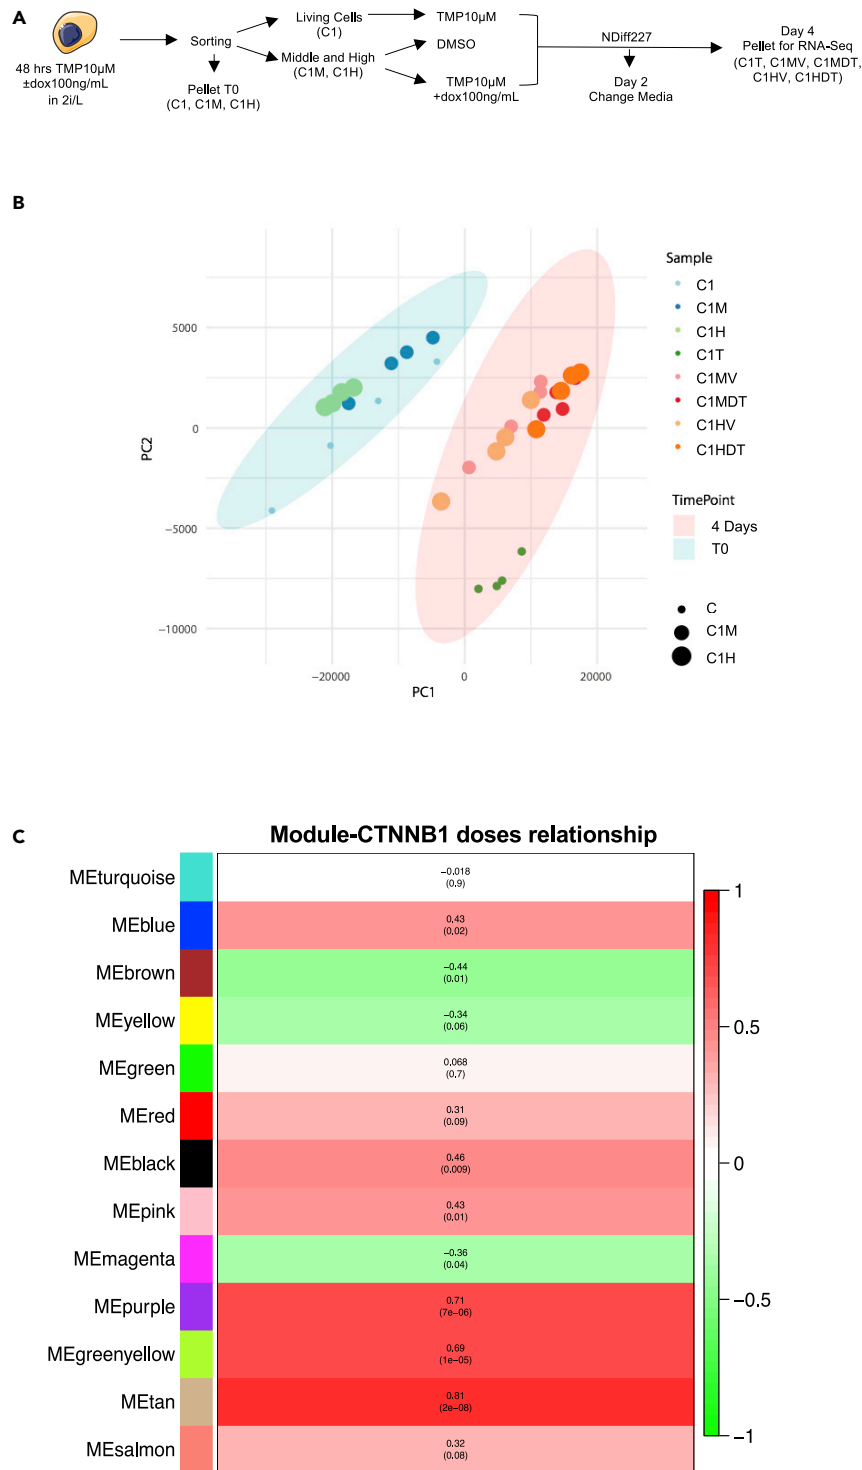 A
48 hrs TMP10µM
±dox100ng/mL
in 2i/L
Sorting
Pellet T0
(C1, C1M, C1H)
Living Cells
(C1)
Middle and High
(C1M, C1H)
TMP10µM
DMSO
TMP10µM
+dox100ng/mL
NDiff227
Day 2
Change Media
Day 4
Pellet for RNA-Seq
(C1T, C1MV, C1MDT,
C1HV, C1HDT)
B
PC2
5000
0
−5000
−10000
−20000
0
20000
PC1
Sample
C1
C1M
C1H
C1T
C1MV
C1MDT
C1HV
C1HDT
TimePoint
4 Days
T0
C
C1M
C1H
C
Module-CTNNB1 doses relationship
MEturquoise
−0.018
(0.9)
MEblue
0.43
(0.02)
MEbrown
−0.44
(0.01)
MEyellow
−0.34
(0.06)
MEgreen
0.068
(0.7)
MEred
0.31
(0.09)
MEblack
0.46
(0.009)
MEpink
0.43
(0.01)
MEmagenta
−0.36
(0.04)
MEpurple
0.71
(7e−06)
MEgreenyellow
0.69
(1e−05)
MEtan
0.81
(2e−08)
MEsalmon
0.32
(0.08)
1
0.5
0
−0.5
−1